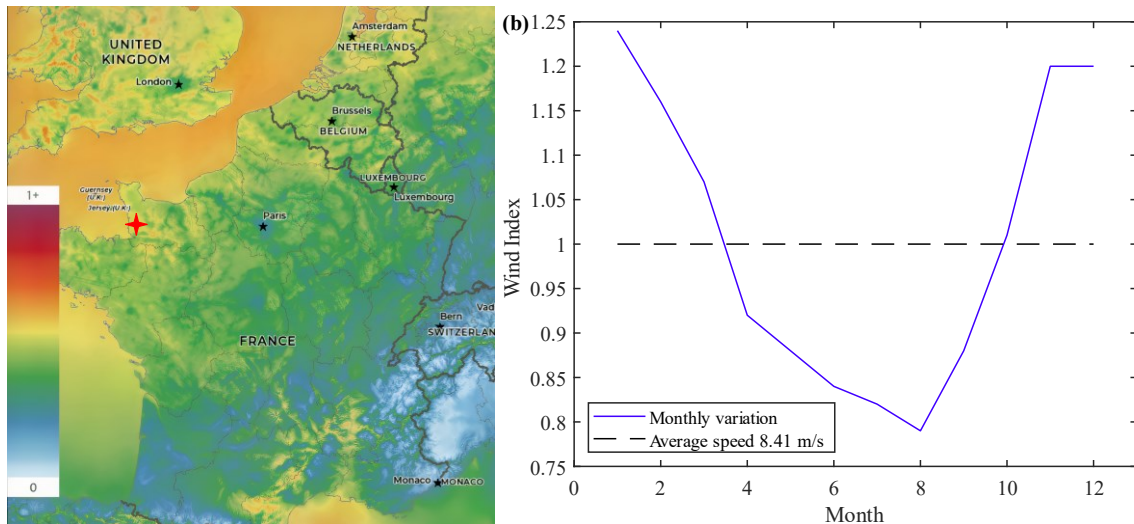 Amsterdam
NETHERLANDS
UNITED
KINGDOM
London
Brussels
BELGIUM
LUXEMBOURG
Luxembourg
Guernsey
(U.K.)
Jersey(U.K.)
1+
Paris
Vad
Bern
SWITZERLAN
FRANCE
0
Monaco
MONACO
(b)
1.25
1.2
1.15
1.1
1.05
1
0.95
0.9
0.85
0.8
0.75
Wind Index
Monthly variation
Average speed 8.41 m/s
0 2 4 6 8 10 12
Month